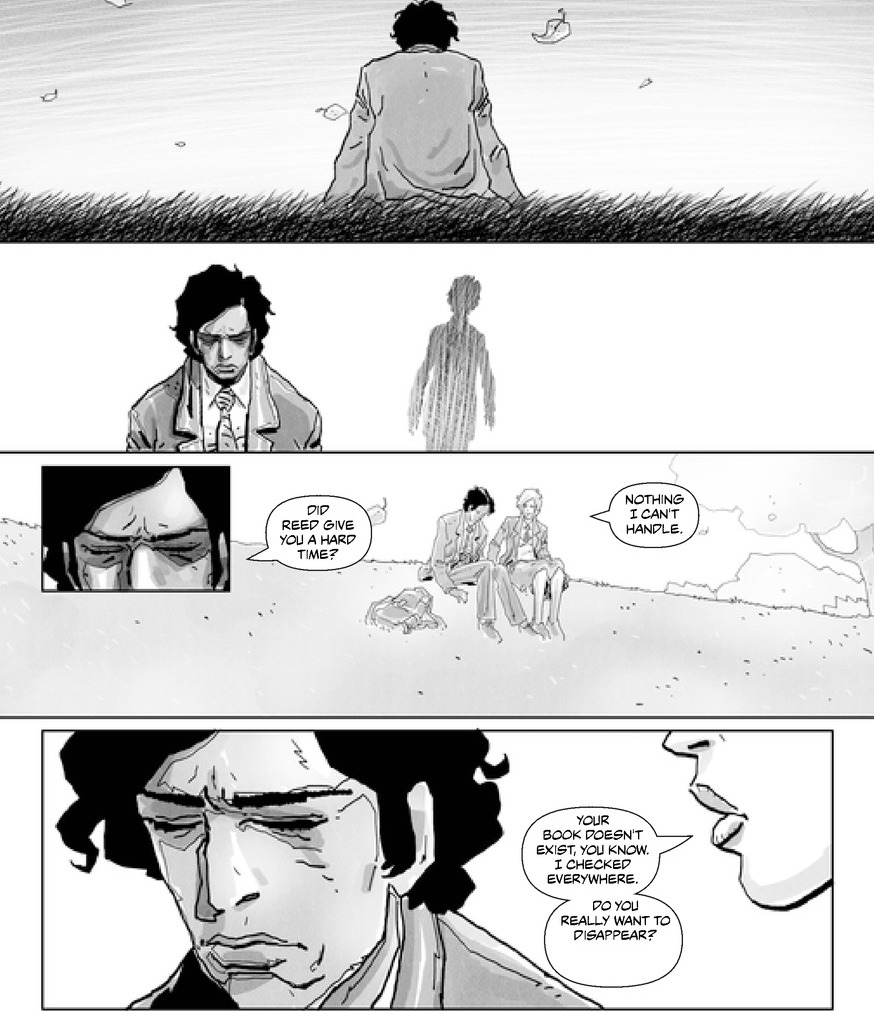 DID
REED GIVE
YOU A HARD
TIME?
NOTHING
I CAN'T
HANDLE.
YOUR
BOOK DOESN'T
EXIST, YOU KNOW.
I CHECKED
EVERYWHERE.
DO YOU
REALLY WANT TO
DISAPPEAR?